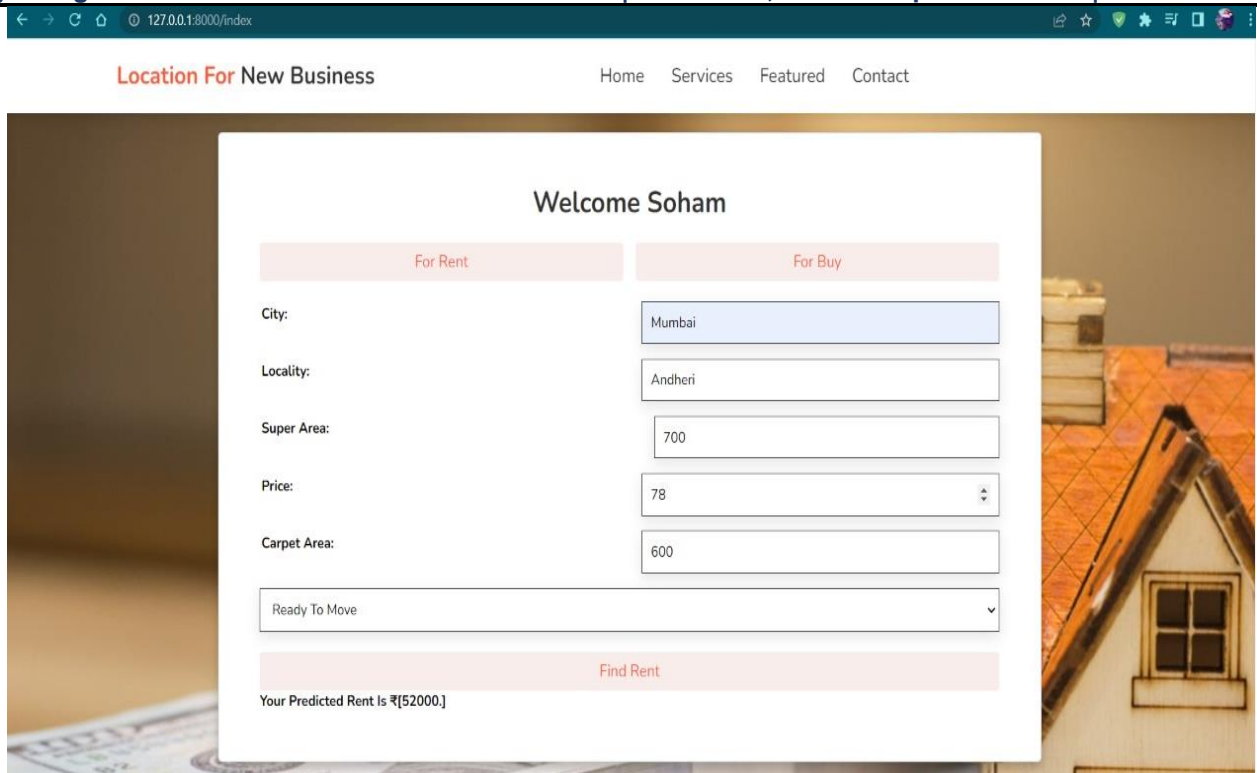 127.0.0.1:8000/index
Location For New Business
Home Services Featured Contact
Welcome Soham
For Rent For Buy
City: Mumbai
Locality: Andheri
Super Area: 700
Price: 78
Carpet Area: 600
Ready To Move
Find Rent
Your Predicted Rent Is ₹[52000.]